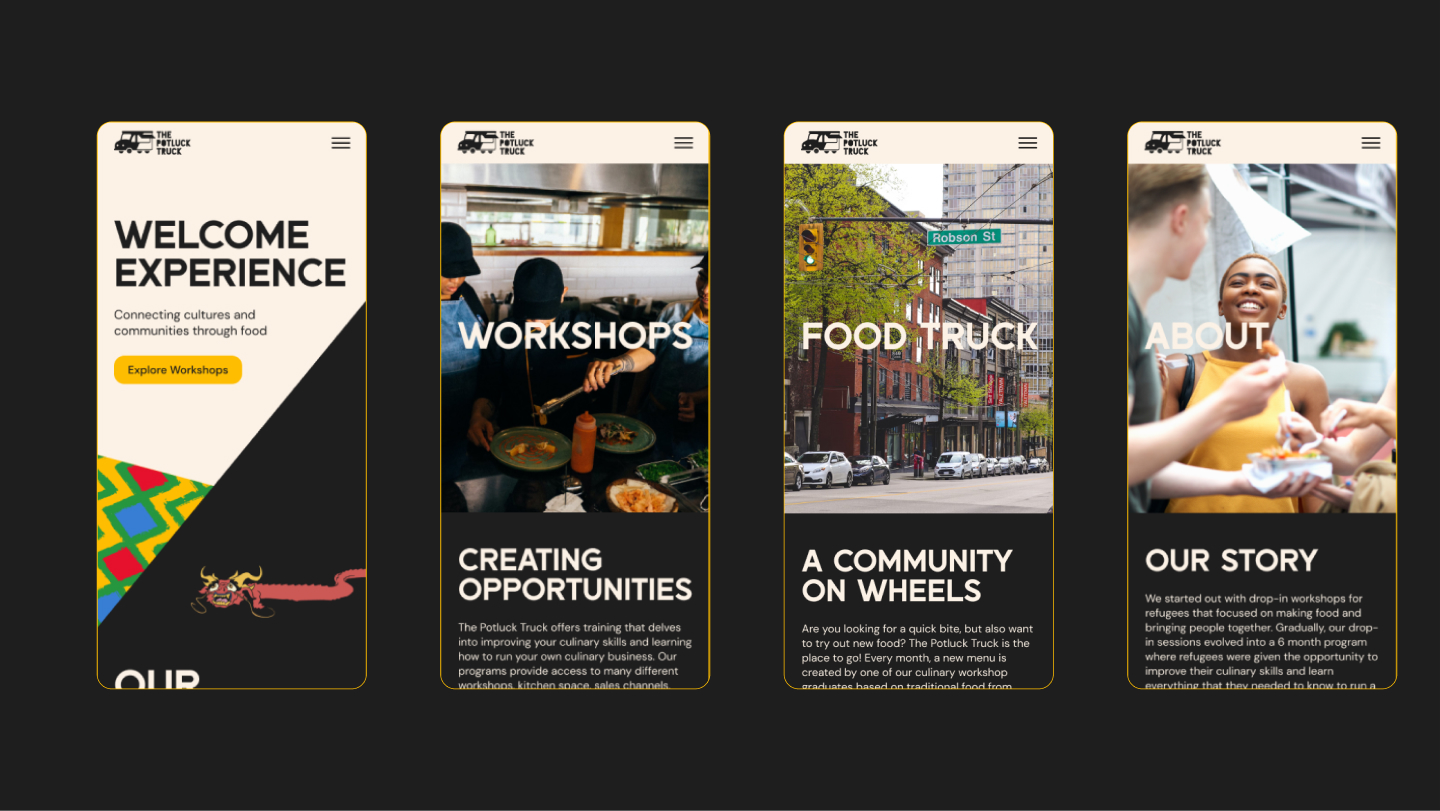 THE
POTLUCK
TRUCK
WELCOME
EXPERIENCE
Connecting cultures and
communities through food
Explore Workshops
OUR
THE
POTLUCK
TRUCK
WORKSHOPS
CREATING
OPPORTUNITIES
The Potluck Truck offers training that delves
into improving your culinary skills and learning
how to run your own culinary business. Our
programs provide access to many different
workshops, kitchen space, sales channels,
THE
POTLUCK
TRUCK
Robson St
FOOD TRUCK
A COMMUNITY
ON WHEELS
Are you looking for a quick bite, but also want
to try out new food? The Potluck Truck is the
place to go! Every month, a new menu is
created by one of our culinary workshop
graduates based on traditional food from
THE
POTLUCK
TRUCK
ABOUT
OUR STORY
We started out with drop-in workshops for
refugees that focused on making food and
bringing people together. Gradually, our drop-
in sessions evolved into a 6 month program
where refugees were given the opportunity to
improve their culinary skills and learn
everything that they needed to know to run a